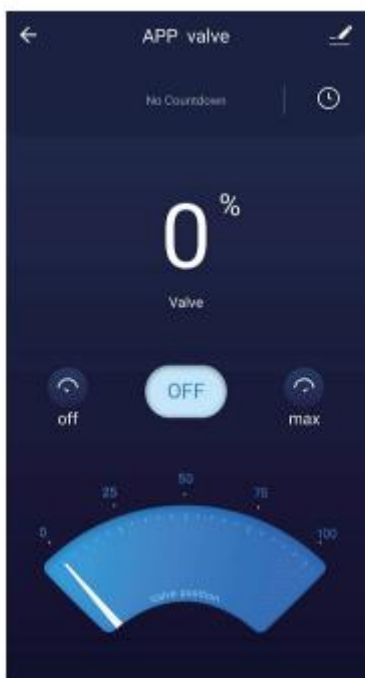 APP valve
No Countdown
0 %
Valve
off
OFF
max
0
25
50
75
100
valve position